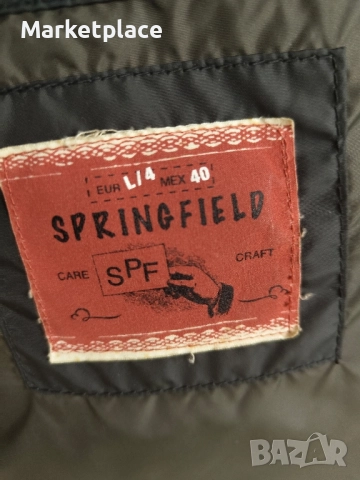 Marketplace
EUR L/4 MEX 40
SPRINGFIELD
CARE SPF CRAFT
BAZAR